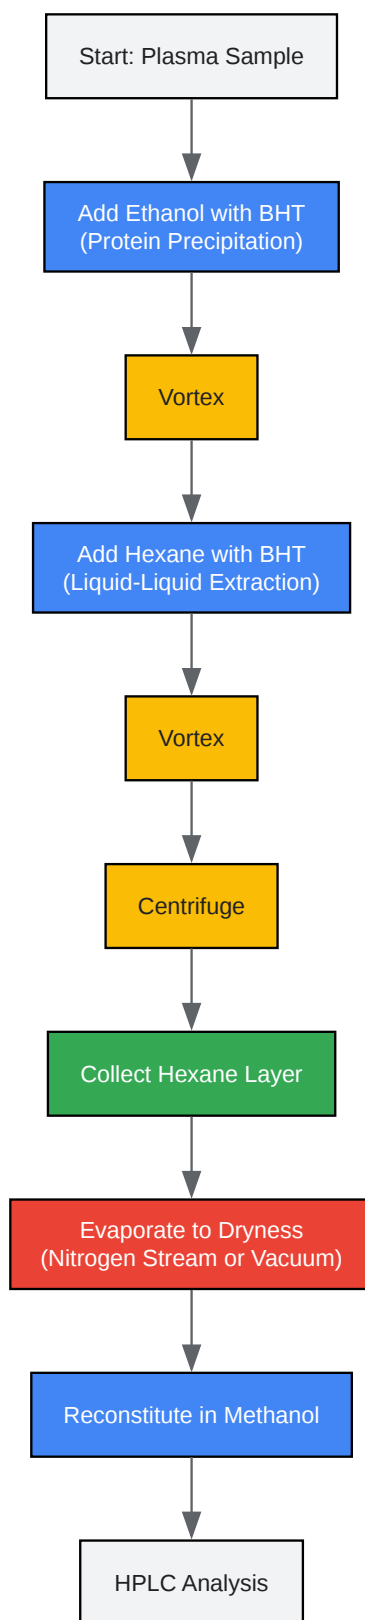 Start: Plasma Sample
Add Ethanol with BHT
(Protein Precipitation)
Vortex
Add Hexane with BHT
(Liquid-Liquid Extraction)
Vortex
Centrifuge
Collect Hexane Layer
Evaporate to Dryness
(Nitrogen Stream or Vacuum)
Reconstitute in Methanol
HPLC Analysis